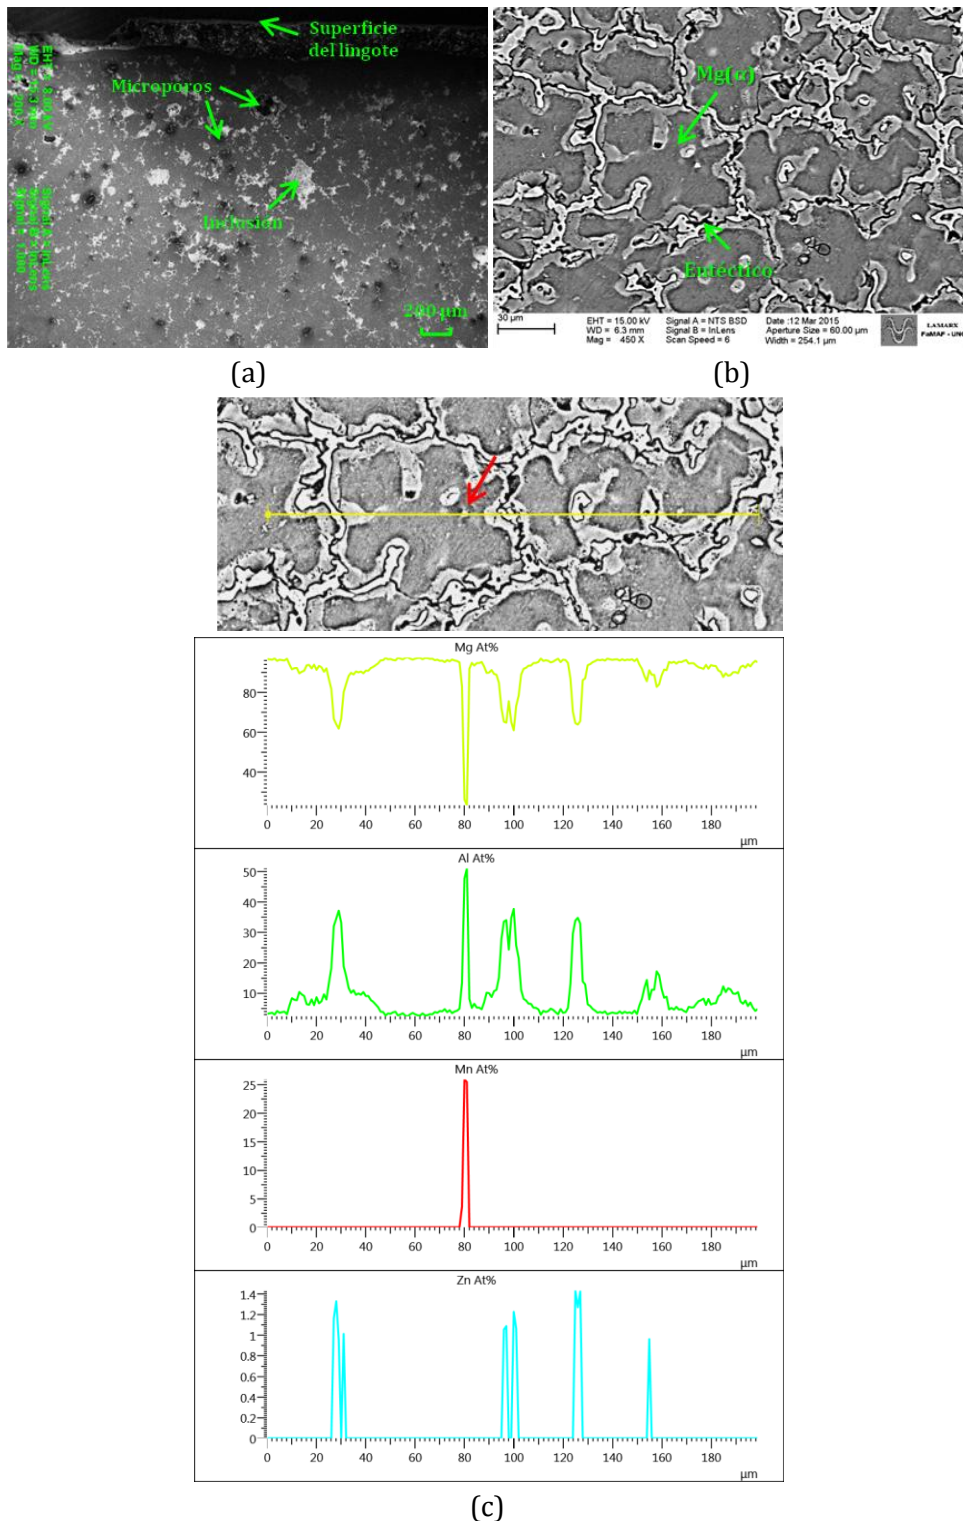 Superficie
del lingote
Microporos
Inclusión
200 µm
(a)
Mg(α)
Eutéctico
30 µm
EHT = 15.00 kV Signal A = NTS BSD Date :12 Mar 2015
WD = 6.3 mm Signal B = InLens Aperture Size = 60.00 µm
Mag = 450 X Scan Speed = 6 Width = 254.1 µm
LAMARX
FaMAF - UNC
(b)
Mg At%
80
60
40
0 20 40 60 80 100 120 140 160 180
µm
Al At%
50
40
30
20
10
0 20 40 60 80 100 120 140 160 180
µm
Mn At%
25
20
15
10
5
0
0 20 40 60 80 100 120 140 160 180
µm
Zn At%
1.4
1.2
1
0.8
0.6
0.4
0.2
0
0 20 40 60 80 100 120 140 160 180
µm
(c)